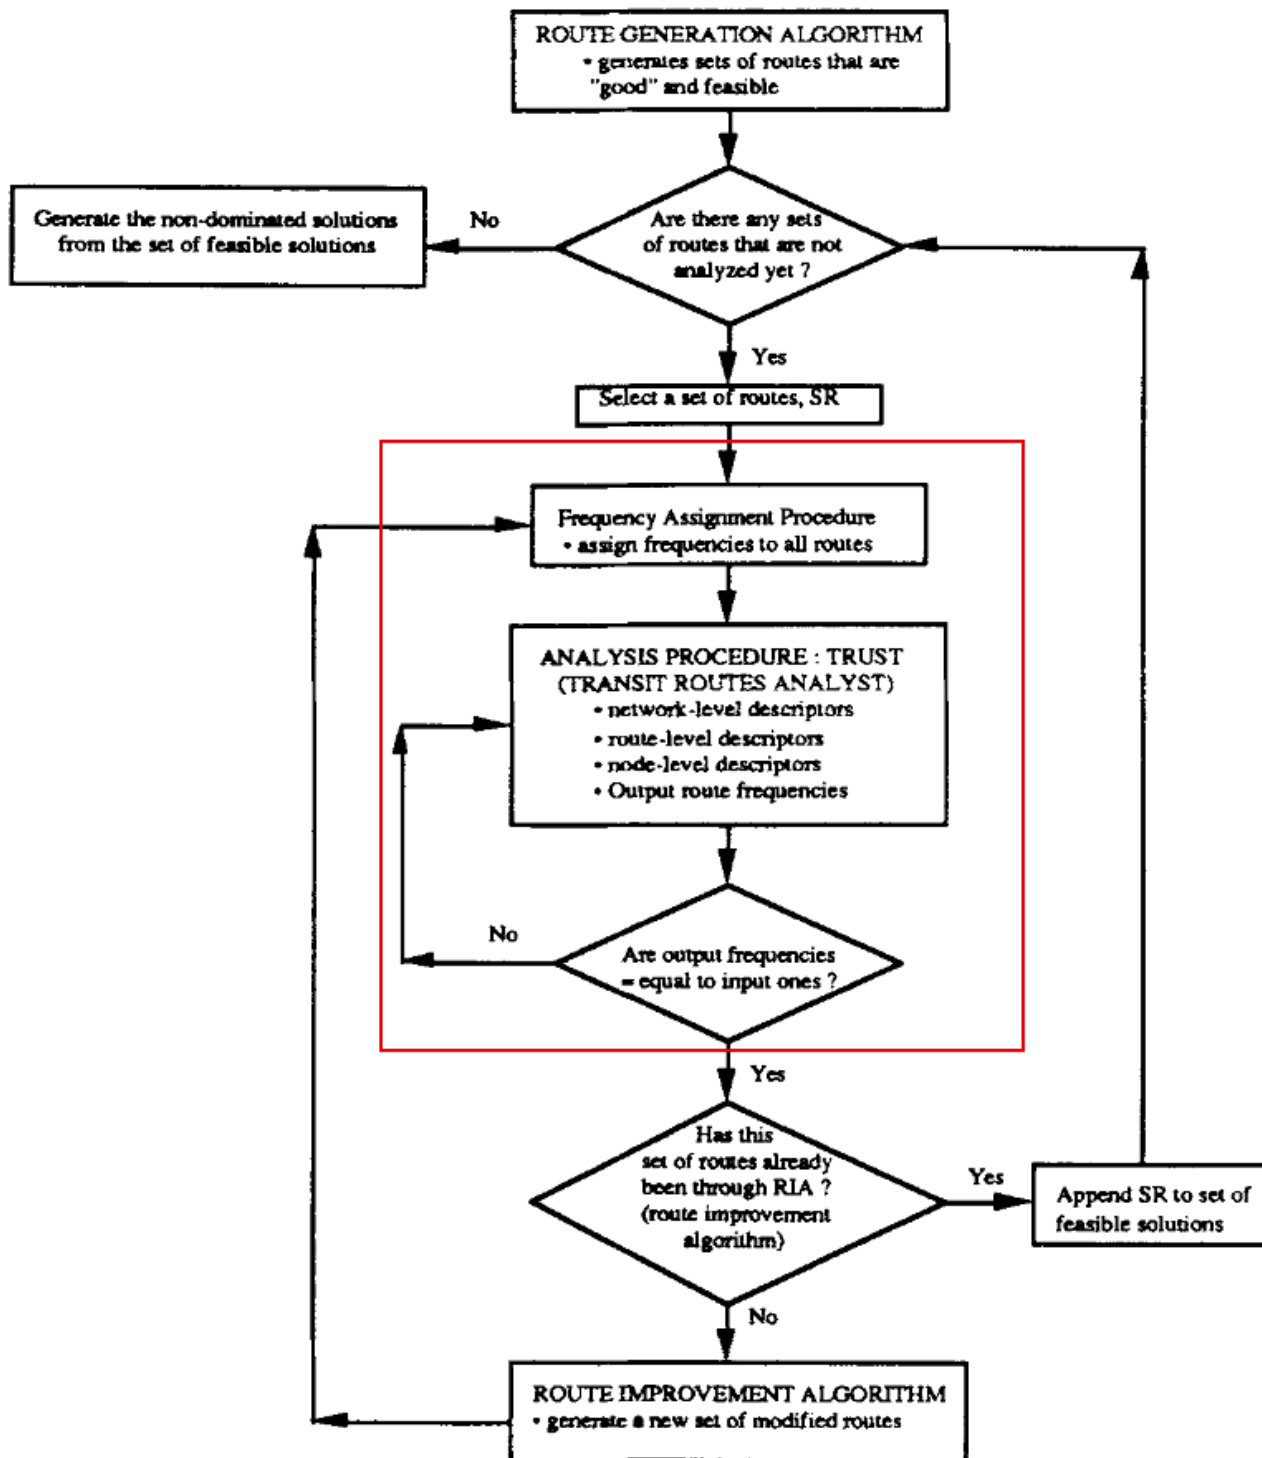 ROUTE GENERATION ALGORITHM
• generates sets of routes that are
"good" and feasible
Generate the non-dominated solutions
from the set of feasible solutions
No
Are there any sets
of routes that are not
analyzed yet ?
Yes
Select a set of routes, SR
Frequency Assignment Procedure
• assign frequencies to all routes
ANALYSIS PROCEDURE : TRUST
(TRANSIT ROUTES ANALYST)
• network-level descriptors
• route-level descriptors
• node-level descriptors
• Output route frequencies
No
Are output frequencies
= equal to input ones ?
Yes
Has this
set of routes already
been through RIA ?
(route improvement
algorithm)
Yes
Append SR to set of
feasible solutions
No
ROUTE IMPROVEMENT ALGORITHM
• generate a new set of modified routes